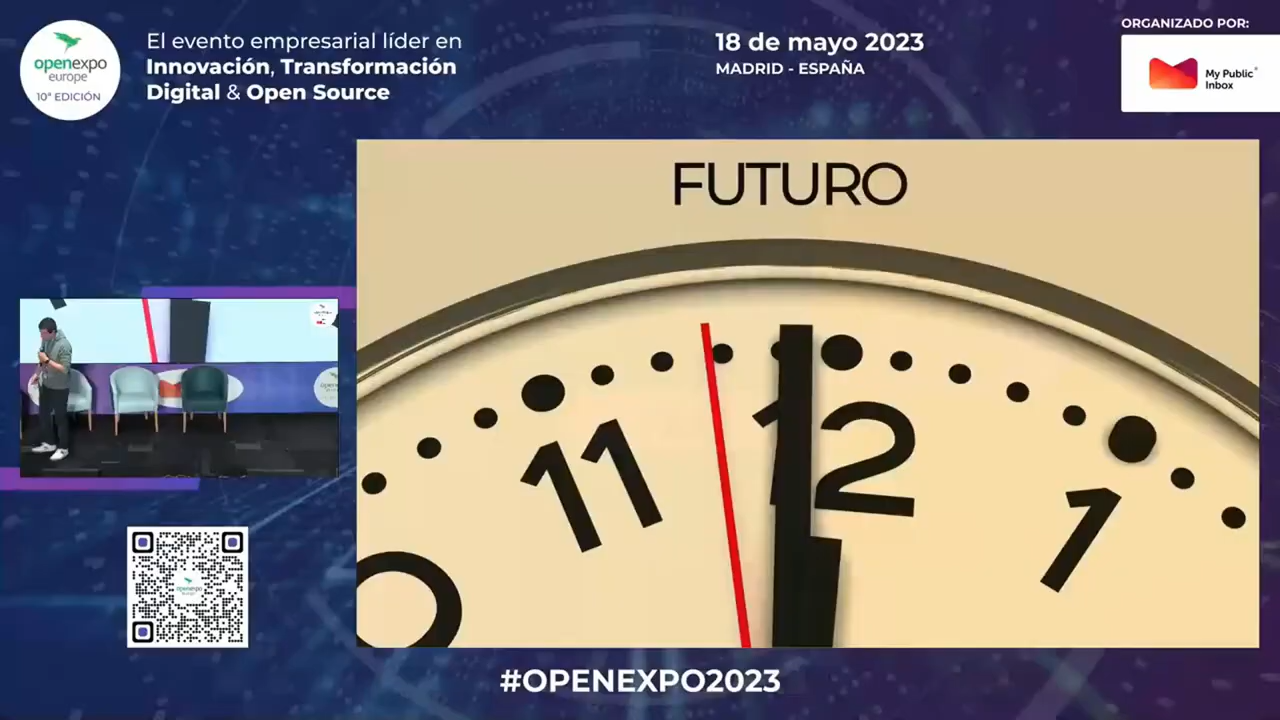 openexpo
europe
10ª EDICIÓN
El evento empresarial líder en
Innovación, Transformación
Digital & Open Source
18 de mayo 2023
MADRID - ESPAÑA
ORGANIZADO POR:
My Public
Inbox
FUTURO
11
12
1
#OPENEXPO2023